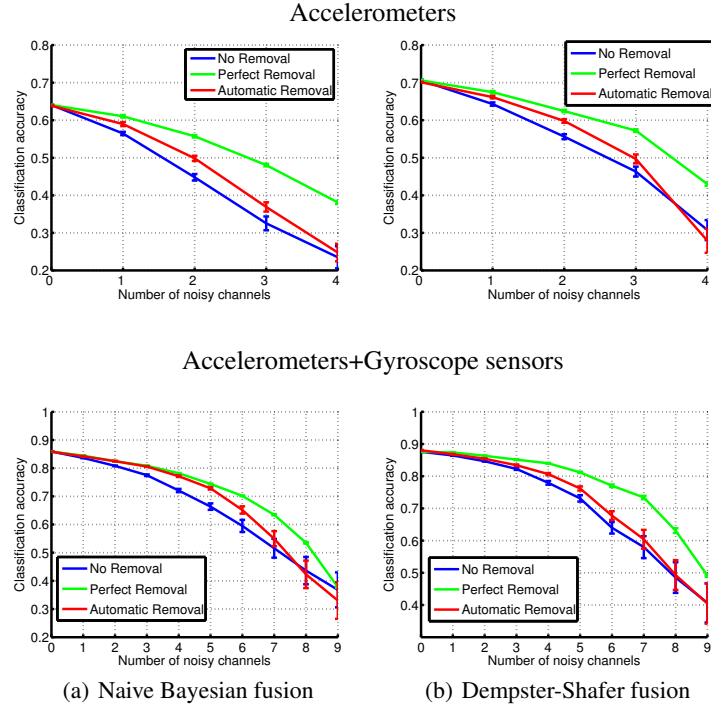 Accelerometers
0.8
0.7
0.6
0.5
0.4
0.3
0.2
0 1 2 3 4
Classification accuracy
Number of noisy channels
No Removal
Perfect Removal
Automatic Removal
0.8
0.7
0.6
0.5
0.4
0.3
0.2
0 1 2 3 4
Classification accuracy
Number of noisy channels
No Removal
Perfect Removal
Automatic Removal
Accelerometers+Gyroscope sensors
1
0.9
0.8
0.7
0.6
0.5
0.4
0.3
0.2
0 1 2 3 4 5 6 7 8 9
Classification accuracy
Number of noisy channels
No Removal
Perfect Removal
Automatic Removal
1
0.9
0.8
0.7
0.6
0.5
0.4
0 1 2 3 4 5 6 7 8 9
Classification accuracy
Number of noisy channels
No Removal
Perfect Removal
Automatic Removal
(a) Naive Bayesian fusion
(b) Dempster-Shafer fusion